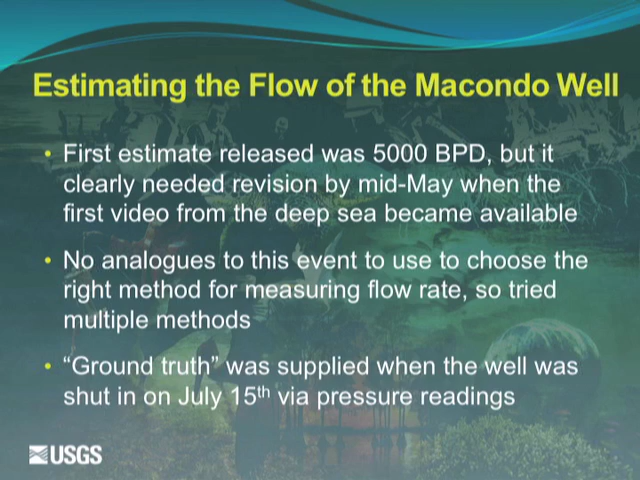 Estimating the Flow of the Macondo Well
• First estimate released was 5000 BPD, but it
clearly needed revision by mid-May when the
first video from the deep sea became available
• No analogues to this event to use to choose the
right method for measuring flow rate, so tried
multiple methods
• “Ground truth” was supplied when the well was
shut in on July 15th via pressure readings
USGS